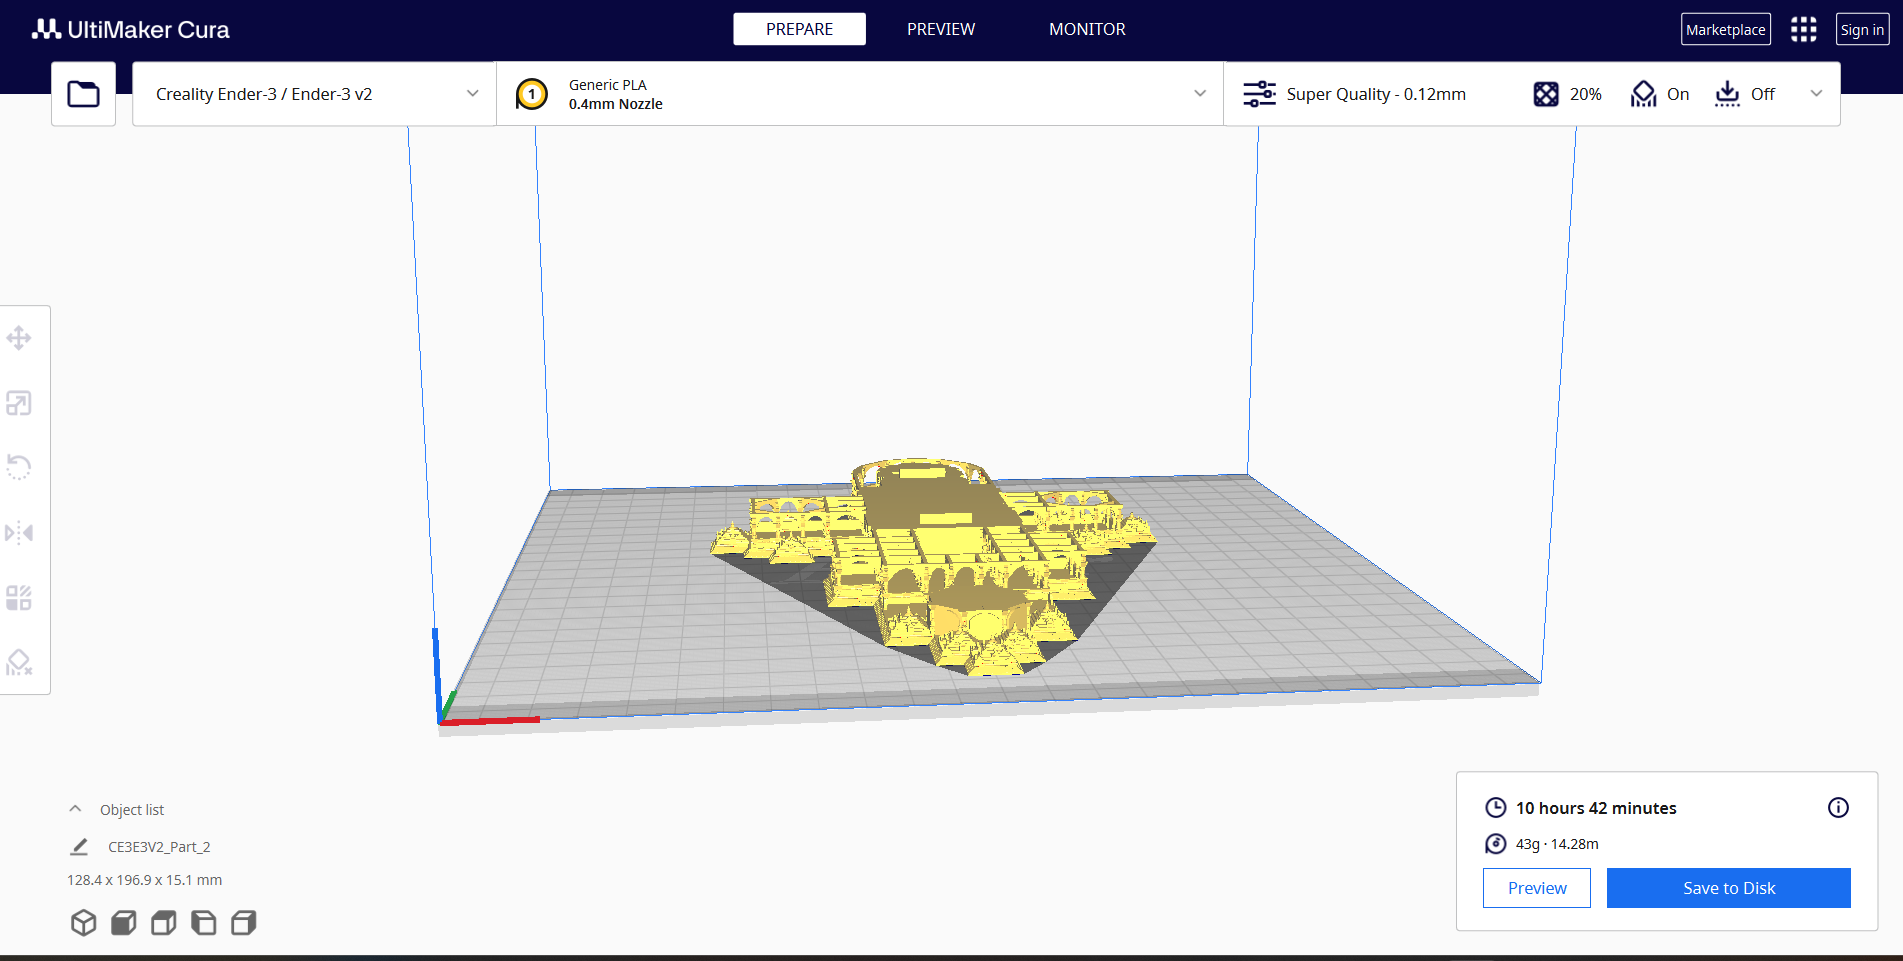 UltiMaker Cura
PREPARE
PREVIEW
MONITOR
Marketplace
Sign in
Creality Ender-3 / Ender-3 v2
1
Generic PLA
0.4mm Nozzle
Super Quality - 0.12mm
20%
On
Off
Object list
CE3E3V2_Part_2
128.4 x 196.9 x 15.1 mm
10 hours 42 minutes
43g · 14.28m
Preview
Save to Disk